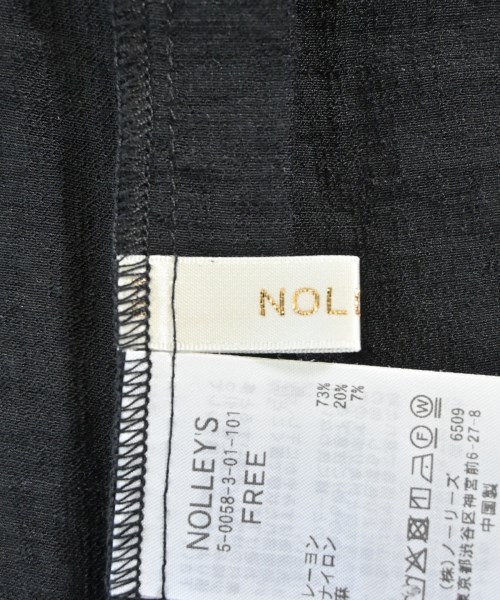 NOL
NOLLEY'S
5-0058-3-01-101
FREE
レーヨン 73%
ナイロン 20%
麻 7%
6509
(株)ノーリーズ
東京都渋谷区神宮前6-27-8
中国製